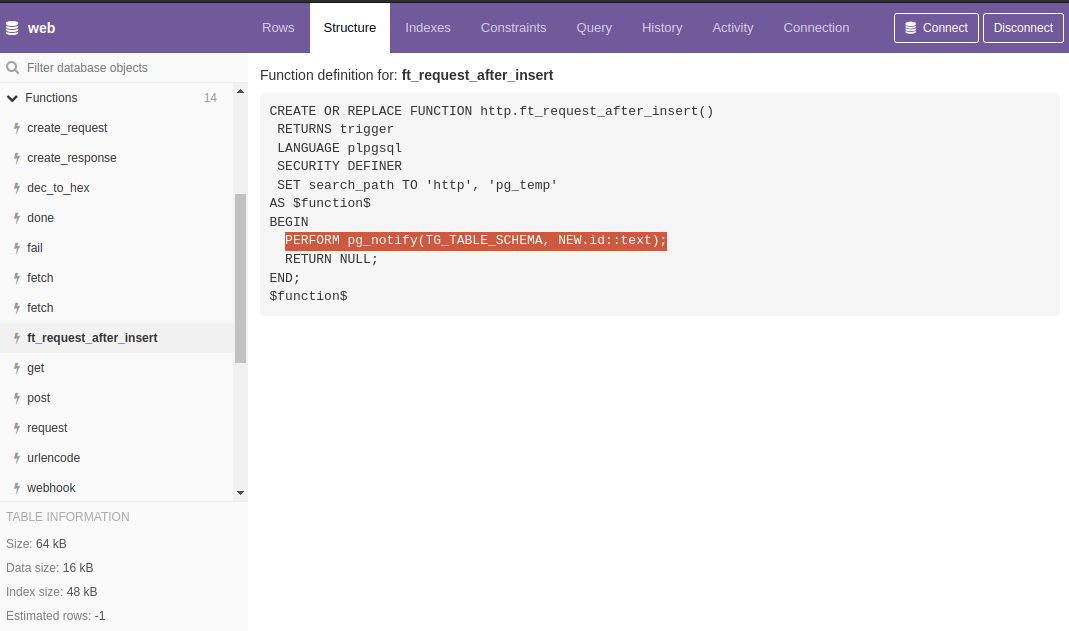 web
Rows Structure Indexes Constraints Query History Activity Connection Connect Disconnect
Filter database objects
Functions 14
create_request
create_response
dec_to_hex
done
fail
fetch
fetch
ft_request_after_insert
get
post
request
urlencode
webhook
TABLE INFORMATION
Size: 64 kB
Data size: 16 kB
Index size: 48 kB
Estimated rows: -1
Function definition for: ft_request_after_insert
CREATE OR REPLACE FUNCTION http.ft_request_after_insert()
 RETURNS trigger
 LANGUAGE plpgsql
 SECURITY DEFINER
 SET search_path TO 'http', 'pg_temp'
AS $function$
BEGIN
  PERFORM pg_notify(TG_TABLE_SCHEMA, NEW.id::text);
  RETURN NULL;
END;
$function$